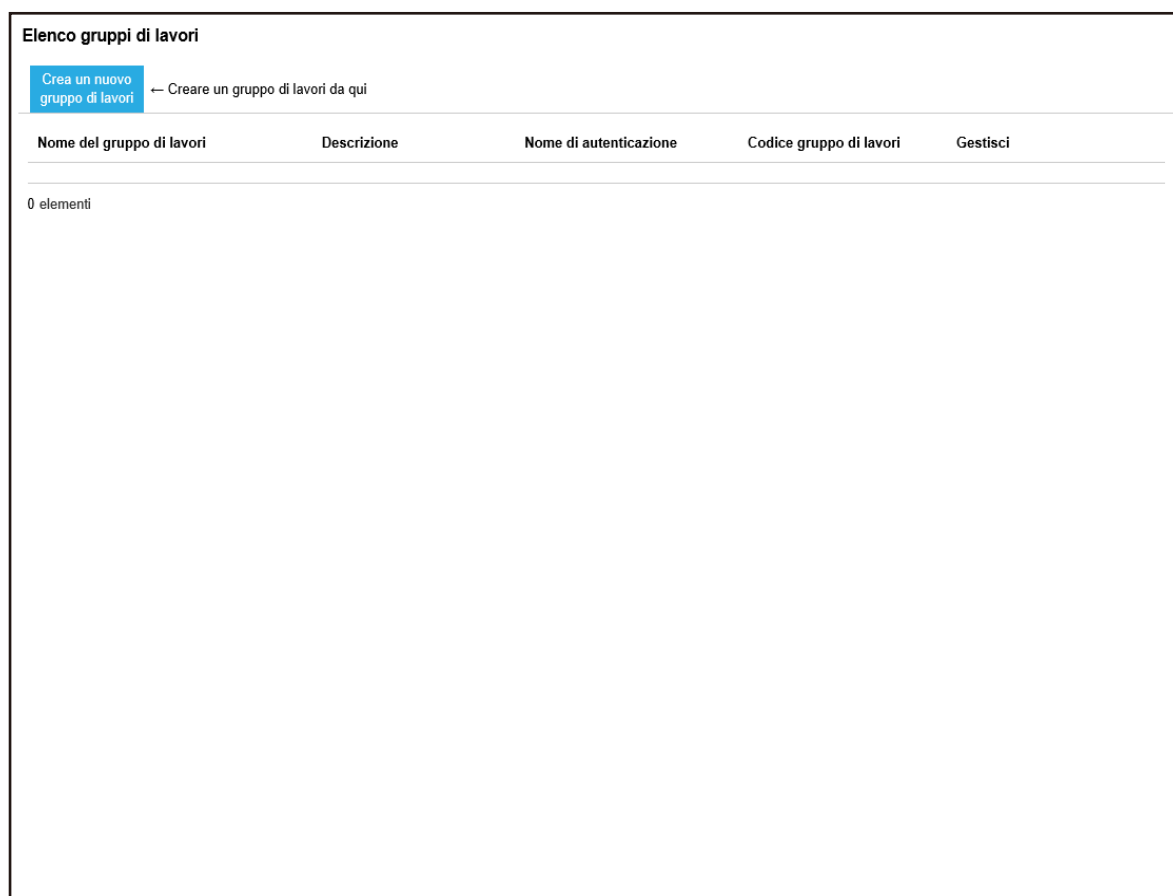 Elenco gruppi di lavori
Crea un nuovo
gruppo di lavori
← Creare un gruppo di lavori da qui
Nome del gruppo di lavori Descrizione Nome di autenticazione Codice gruppo di lavori Gestisci
0 elementi